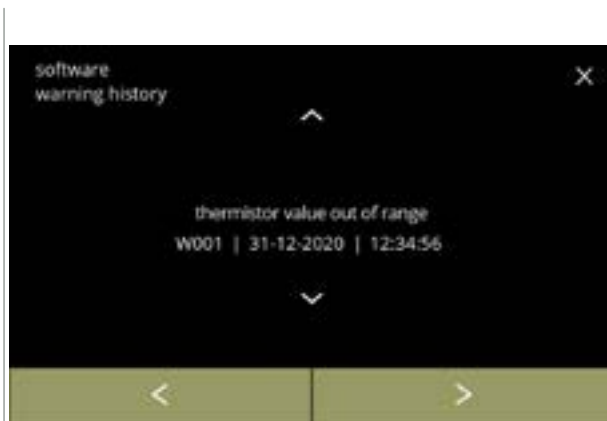 software
warning history
thermistor value out of range
W001 | 31-12-2020 | 12:34:56